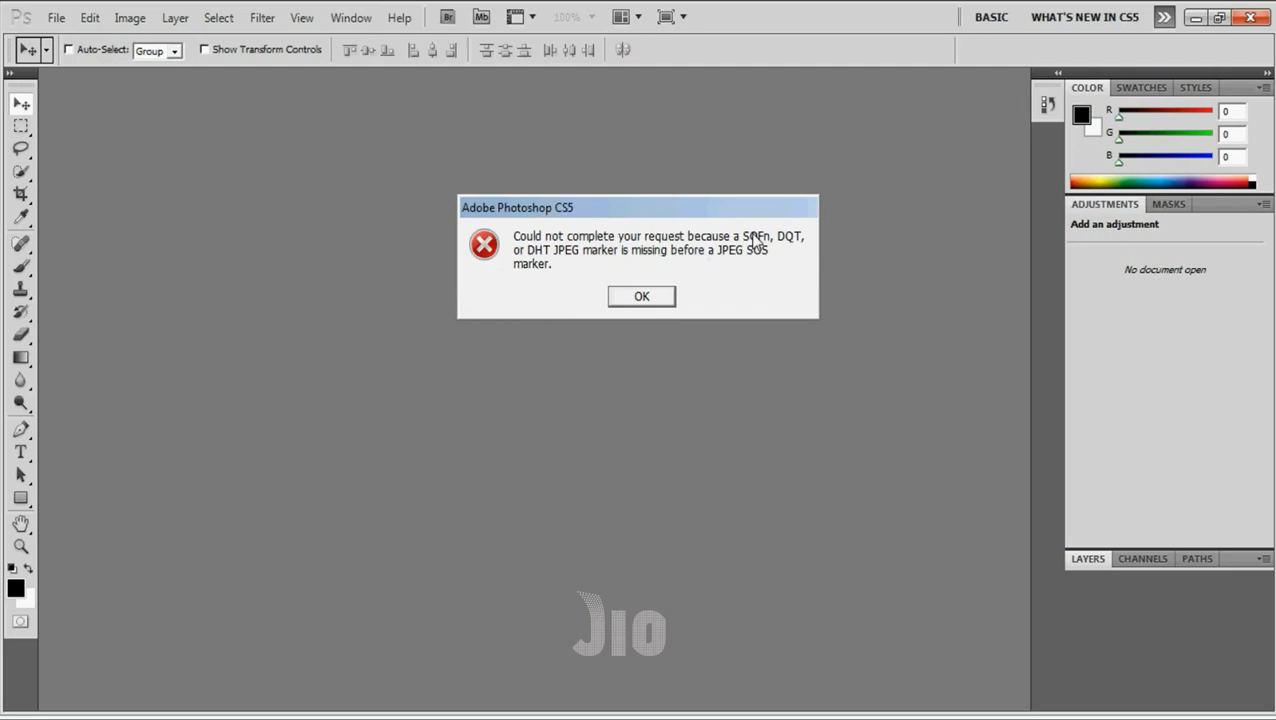 Ps File Edit Image Layer Select Filter View Window Help Br Mb 100% BASIC WHAT'S NEW IN CS5
Auto-Select: Group Show Transform Controls
COLOR SWATCHES STYLES
R 0
G 0
B 0
ADJUSTMENTS MASKS
Add an adjustment
No document open
Adobe Photoshop CS5
Could not complete your request because a SOFn, DQT,
or DHT JPEG marker is missing before a JPEG SOS
marker.
OK
T
LAYERS CHANNELS PATHS
JIO